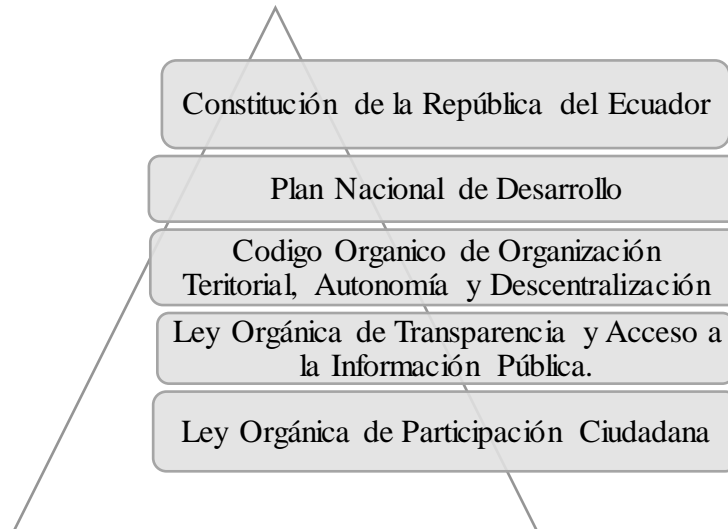 Constitución de la República del Ecuador
Plan Nacional de Desarrollo
Codigo Organico de Organización
Teritorial, Autonomía y Descentralización
Ley Orgánica de Transparencia y Acceso a
la Información Pública.
Ley Orgánica de Participación Ciudadana